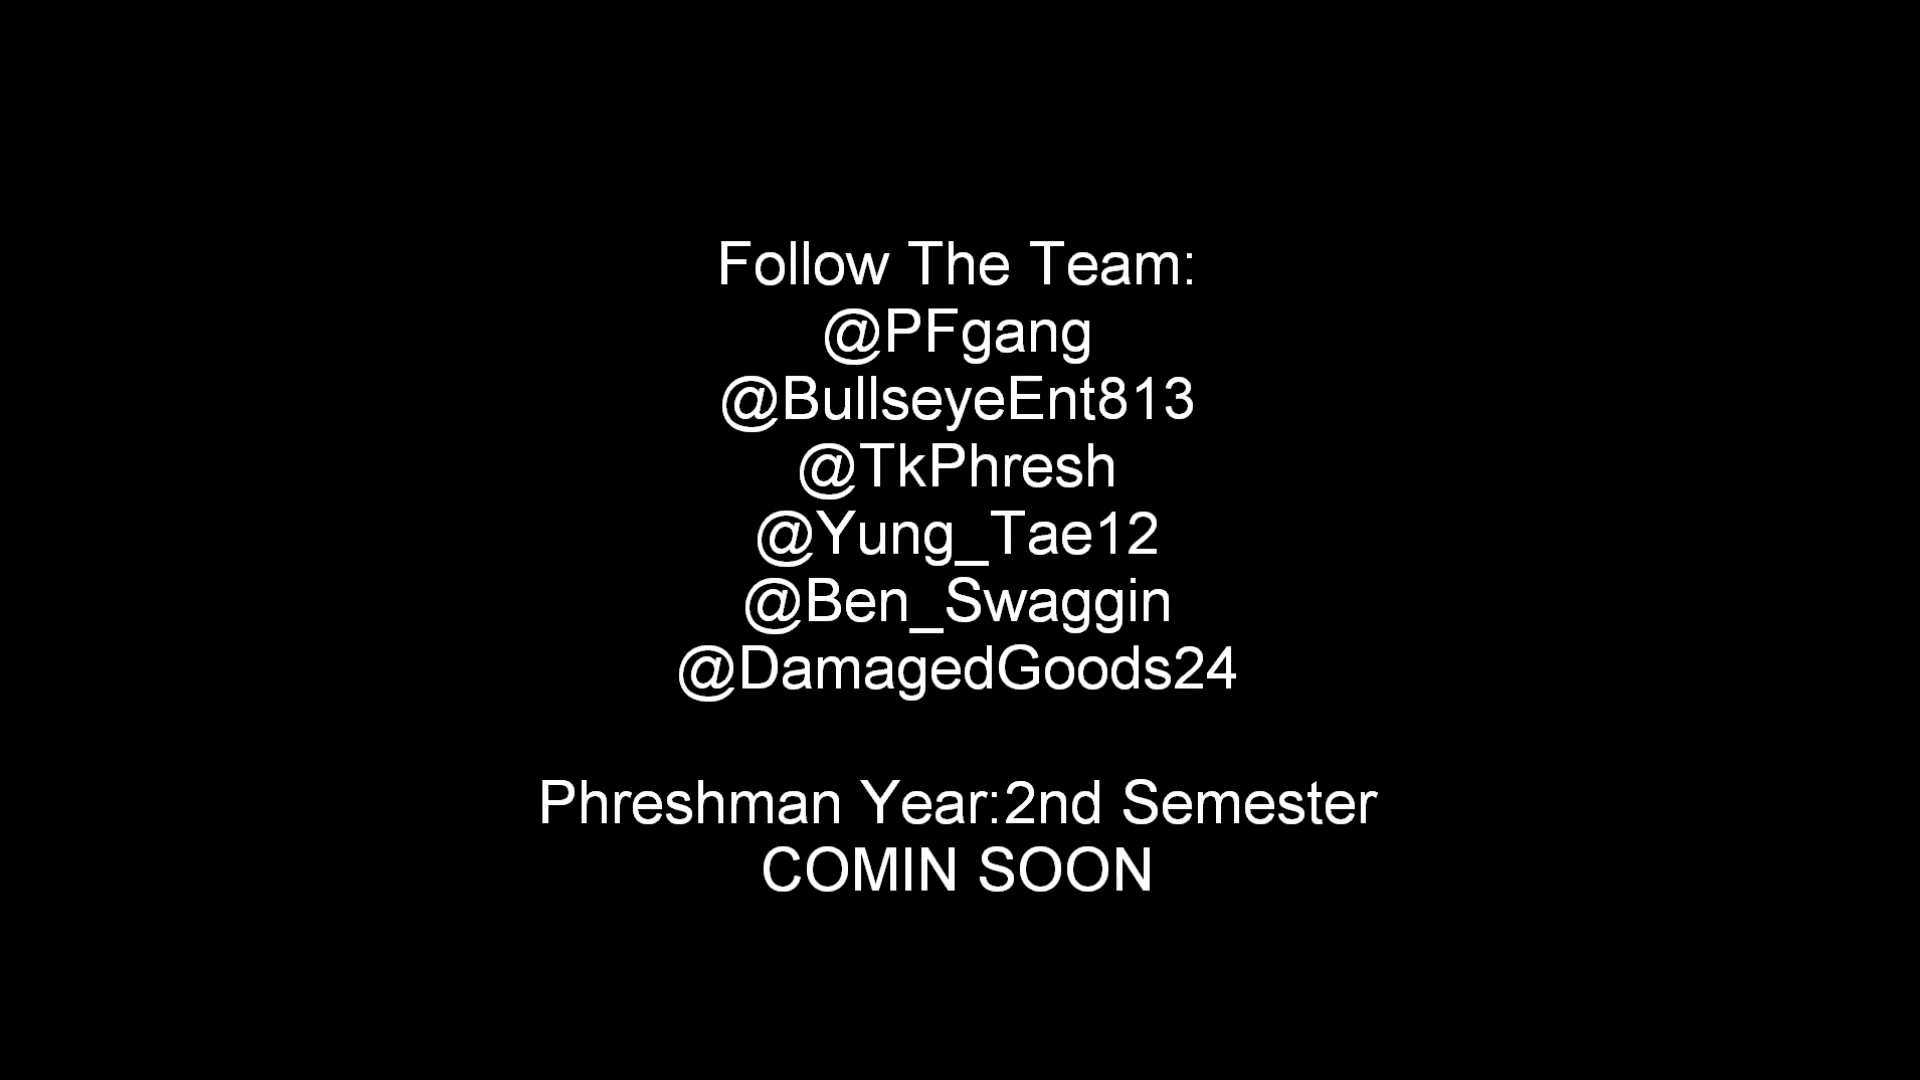 Follow The Team:
@PFgang
@BullseyeEnt813
@TkPhresh
@Yung_Tae12
@Ben_Swaggin
@DamagedGoods24
Phreshman Year:2nd Semester
COMIN SOON